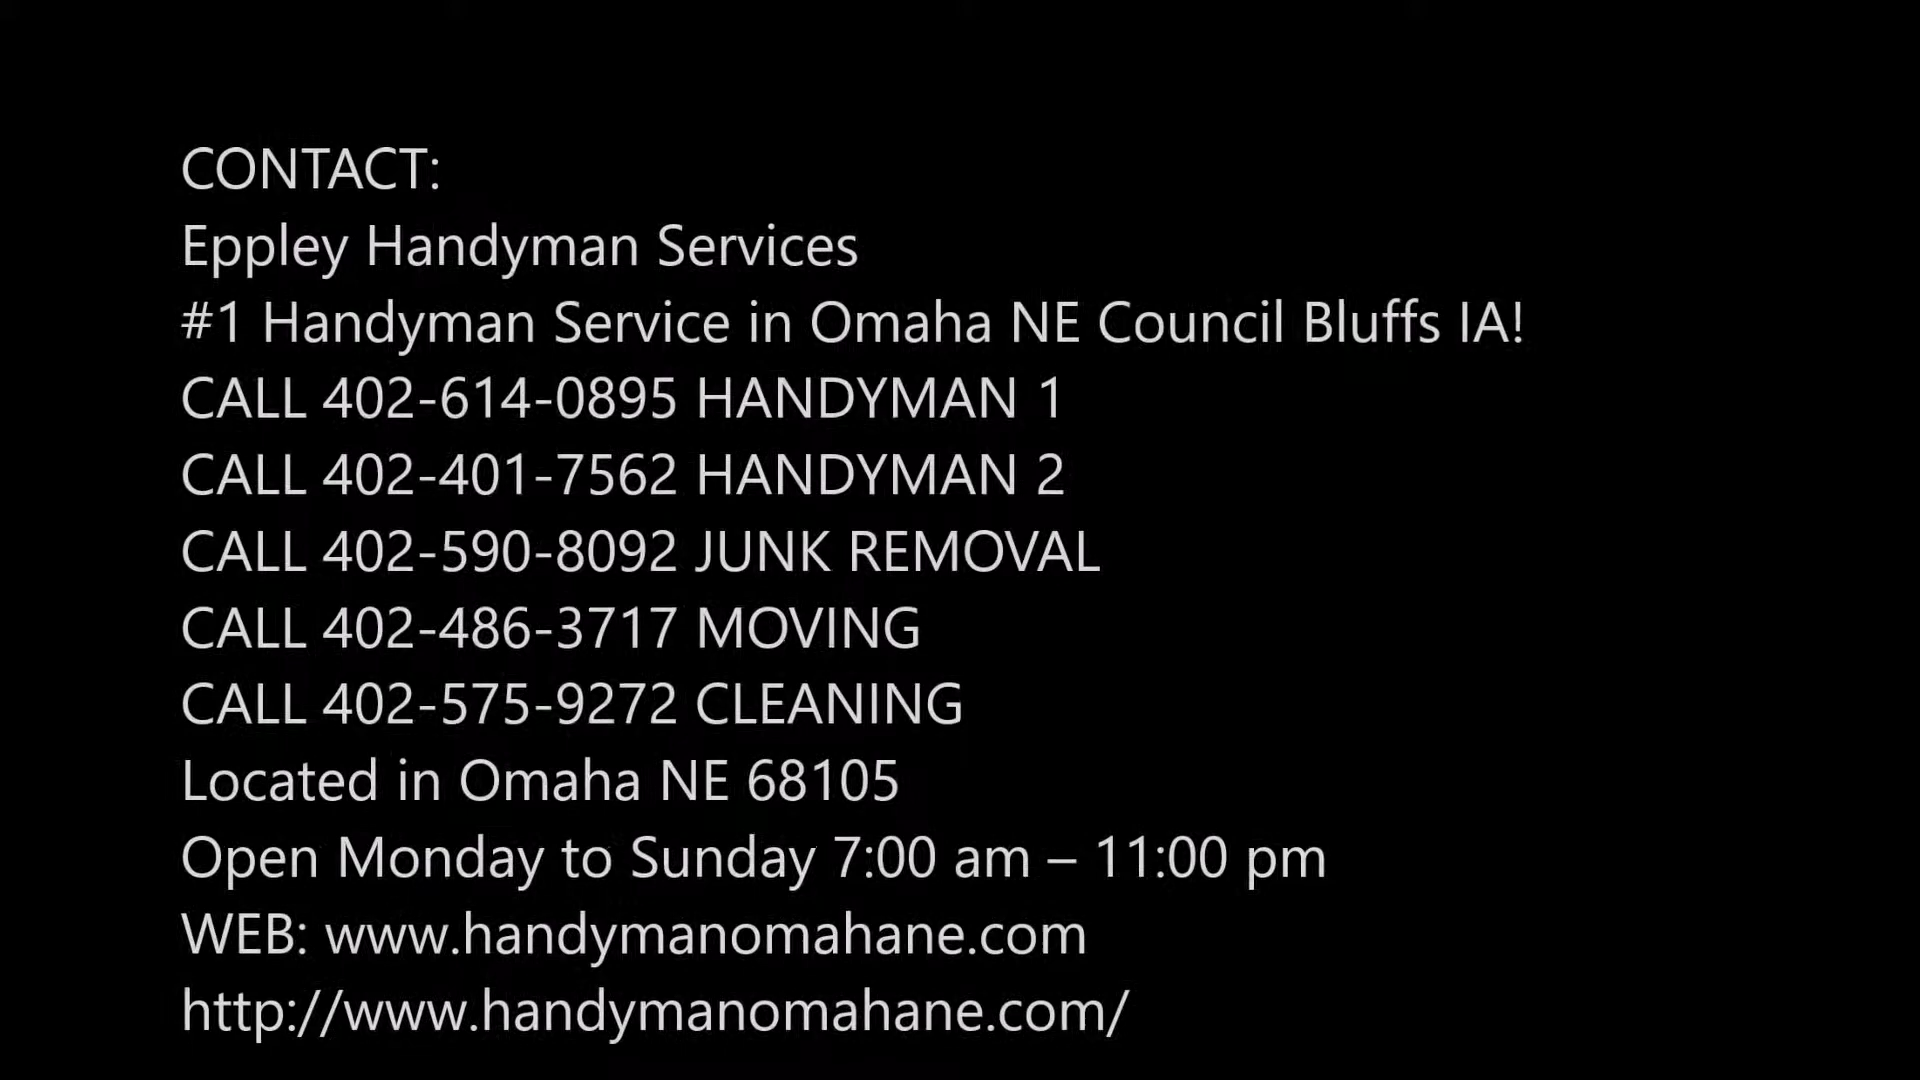 CONTACT:
Eppley Handyman Services
#1 Handyman Service in Omaha NE Council Bluffs IA!
CALL 402-614-0895 HANDYMAN 1
CALL 402-401-7562 HANDYMAN 2
CALL 402-590-8092 JUNK REMOVAL
CALL 402-486-3717 MOVING
CALL 402-575-9272 CLEANING
Located in Omaha NE 68105
Open Monday to Sunday 7:00 am – 11:00 pm
WEB: www.handymanomahane.com
http://www.handymanomahane.com/